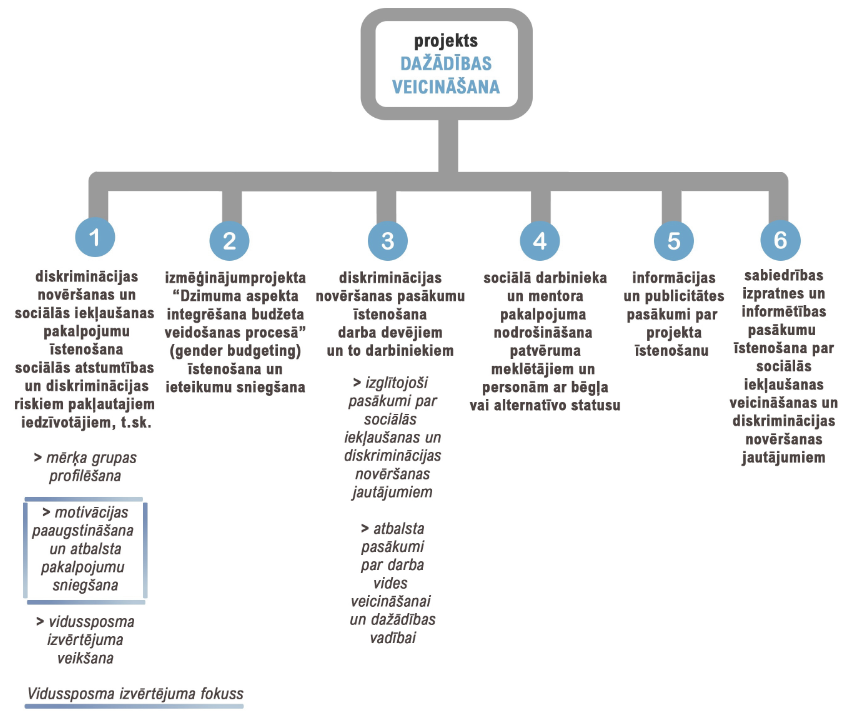 projekts
DAŽĀDĪBAS
VEICINĀŠANA
1
diskriminācijas
novēršanas un
sociālās iekļaušanas
pakalpojumu
īstenošana
sociālās atstumtības
un diskriminācijas
riskiem pakļautajiem
iedzīvotājiem, t.sk.
> mērķa grupas
profilēšana
> motivācijas
paaugstināšana
un atbalsta
pakalpojumu
sniegšana
> vidussposma
izvērtējuma
veikšana
2
izmēģinājumprojekta
“Dzimuma aspekta
integrēšana budžeta
veidošanas procesā”
(gender budgeting)
īstenošana un
ieteikumu sniegšana
3
diskriminācijas
novēršanas pasākumu
īstenošana
darba devējiem
un to darbiniekiem
> izglītojoši
pasākumi par
sociālās
iekļaušanas un
diskriminācijas
novēršanas
jautājumiem
> atbalsta
pasākumi
par darba
vides
veicināšanai
un dažādības
vadībai
4
sociālā darbinieka
un mentora
pakalpojuma
nodrošināšana
patvēruma
meklētājiem un
personām ar bēgļa
vai alternatīvo statusu
5
informācijas
un publicitātes
pasākumi par
projekta
īstenošanu
6
sabiedrības
izpratnes un
informētības
pasākumu
īstenošana par
sociālās
iekļaušanas
veicināšanas un
diskriminācijas
novēršanas
jautājumiem
Vidussposma izvērtējuma fokuss